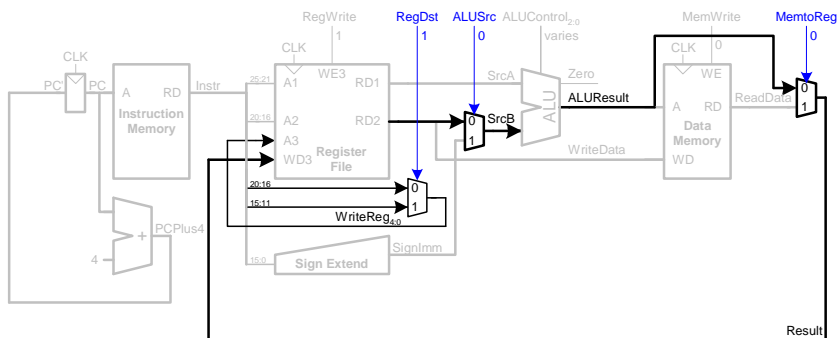 RegWrite RegDst ALUSrc ALUControl2:0 MemWrite MemtoReg
1 1 0 varies 0 0
CLK CLK CLK
PC' PC A RD Instr 25:21 A1 WE3 RD1 SrcA Zero WE
Instruction Memory
20:16 A2 RD2 0 1 SrcB ALU ALUResult A RD ReadData 0 1
A3
WD3 Register File
Data Memory
WriteData WD
20:16 0
15:11 1
WriteReg4:0
PCPlus4
+
4
SignImm
15:0 Sign Extend
Result